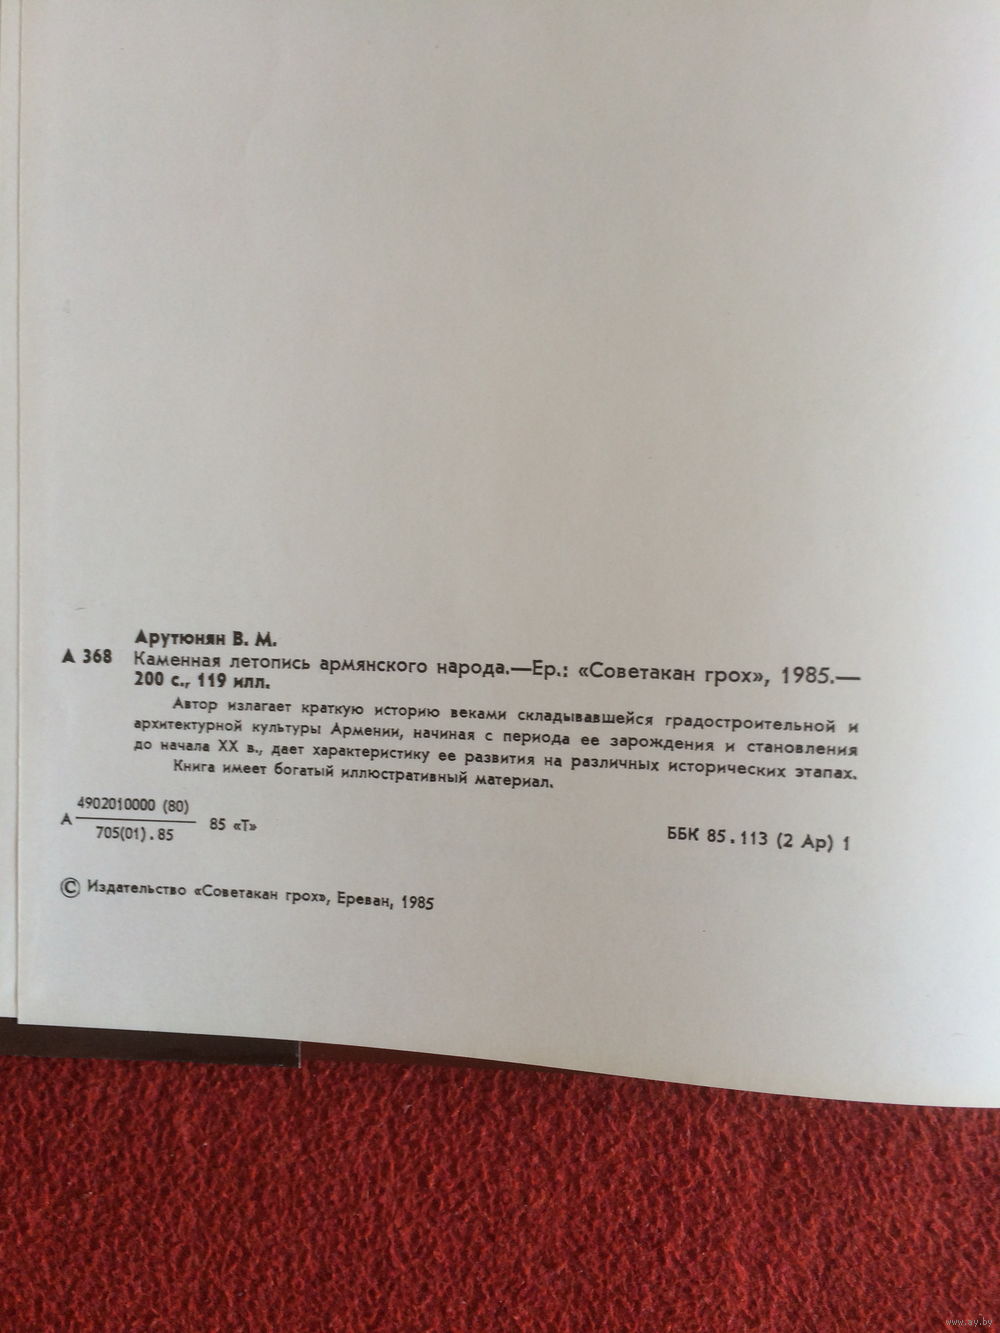 Арутюнян В. М.
А 368 Каменная летопись армянского народа.—Ер.: «Советакан грох», 1985.—
200 с., 119 илл.
Автор излагает краткую историю веками складывавшейся градостроительной и
архитектурной культуры Армении, начиная с периода ее зарождения и становления
до начала XX в., дает характеристику ее развития на различных исторических этапах.
Книга имеет богатый иллюстративный материал.
А 4902010000 (80)
705(01).85
85 «Т»
ББК 85.113 (2 Ар) 1
© Издательство «Советакан грох», Ереван, 1985
www.ay.by